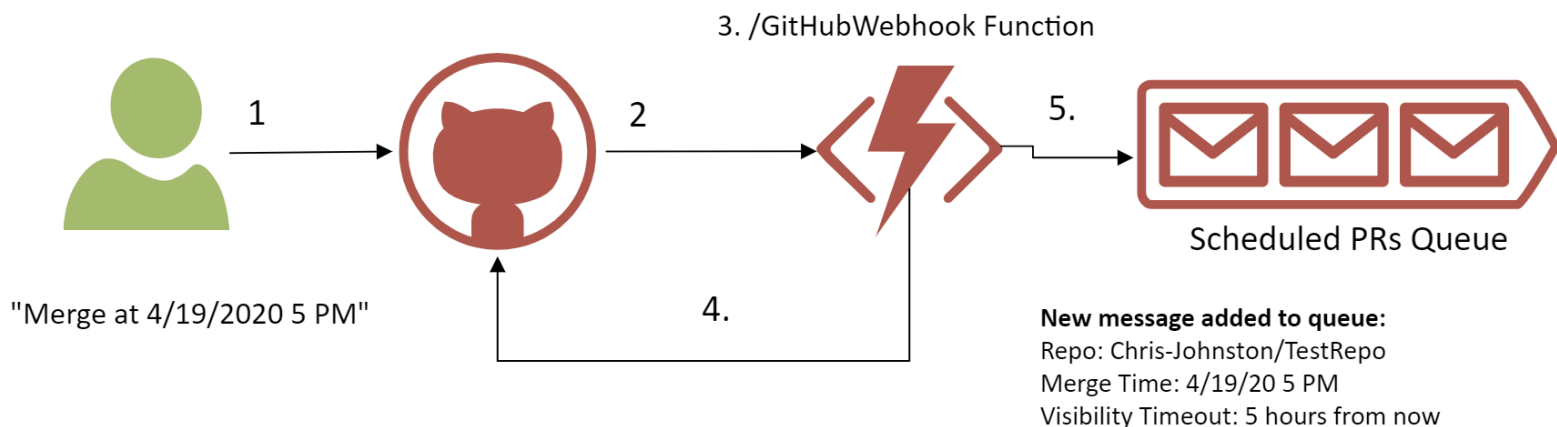 3. /GitHubWebhook Function
1
2
5.
Scheduled PRs Queue
"Merge at 4/19/2020 5 PM"
4.
New message added to queue:
Repo: Chris-Johnston/TestRepo
Merge Time: 4/19/20 5 PM
Visibility Timeout: 5 hours from now